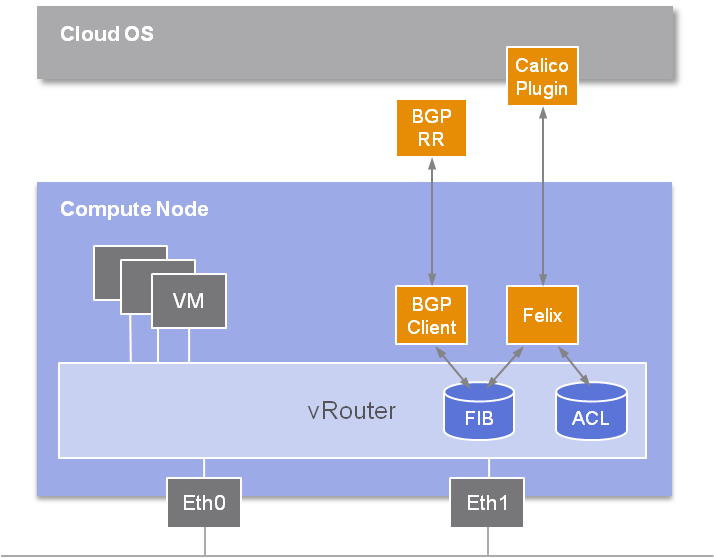 Cloud OS
Calico
Plugin
BGP
RR
Compute Node
VM
BGP
Client
Felix
vRouter
FIB
ACL
Eth0
Eth1